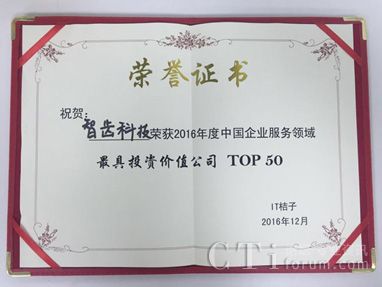 荣誉证书
祝贺:
智齿科技荣获2016年度中国企业服务领域
最具投资价值公司 TOP 50
IT桔子
2016年12月
CTiforum.com